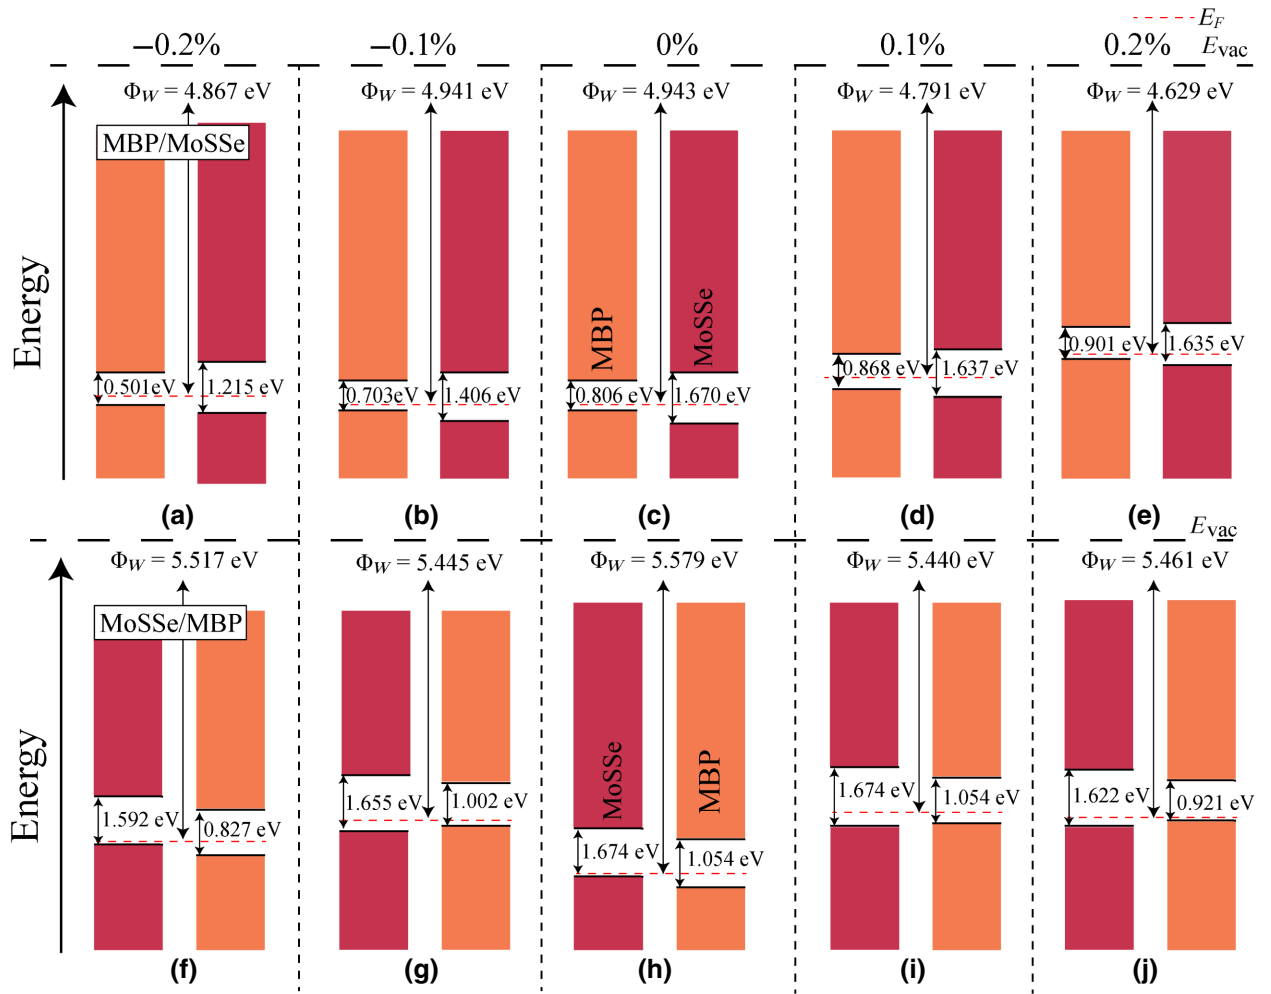 E_F
−0.2% −0.1% 0% 0.1% 0.2% E_vac
Φ_W = 4.867 eV Φ_W = 4.941 eV Φ_W = 4.943 eV Φ_W = 4.791 eV Φ_W = 4.629 eV
MBP/MoSSe
Energy
MBP
MoSSe
0.501eV 1.215 eV 0.703eV 1.406 eV 0.806 eV 1.670 eV 0.868 eV 1.637 eV 0.901 eV 1.635 eV
(a) (b) (c) (d) (e)
E_vac
Φ_W = 5.517 eV Φ_W = 5.445 eV Φ_W = 5.579 eV Φ_W = 5.440 eV Φ_W = 5.461 eV
MoSSe/MBP
Energy
MoSSe
MBP
1.592 eV 0.827 eV 1.655 eV 1.002 eV 1.674 eV 1.054 eV 1.674 eV 1.054 eV 1.622 eV 0.921 eV
(f) (g) (h) (i) (j)